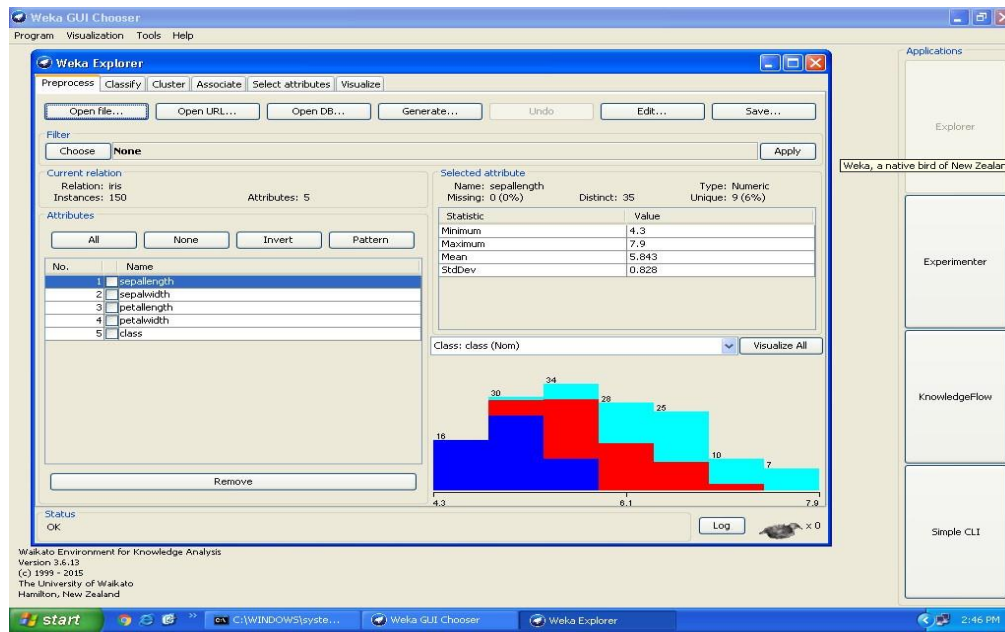 Weka GUI Chooser
Program Visualization Tools Help
Applications
Weka Explorer
Preprocess Classify Cluster Associate Select attributes Visualize
Open file... Open URL... Open DB... Generate... Undo Edit... Save...
Filter
Choose None Apply
Current relation
Relation: iris
Instances: 150 Attributes: 5
Attributes
All None Invert Pattern
No. Name
1 sepallength
2 sepalwidth
3 petallength
4 petalwidth
5 class
Remove
Selected attribute
Name: sepallength Type: Numeric
Missing: 0 (0%) Distinct: 35 Unique: 9 (6%)
Statistic Value
Minimum 4.3
Maximum 7.9
Mean 5.843
StdDev 0.828
Class: class (Nom) Visualize All
16 30 34 28 25 10 7
4.3 6.1 7.9
Status
OK
Log x 0
Explorer
Weka, a native bird of New Zealan
Experimenter
KnowledgeFlow
Simple CLI
Waikato Environment for Knowledge Analysis
Version 3.6.13
(c) 1999 - 2015
The University of Waikato
Hamilton, New Zealand
start C:\WINDOWS\syste... Weka GUI Chooser Weka Explorer 2:46 PM